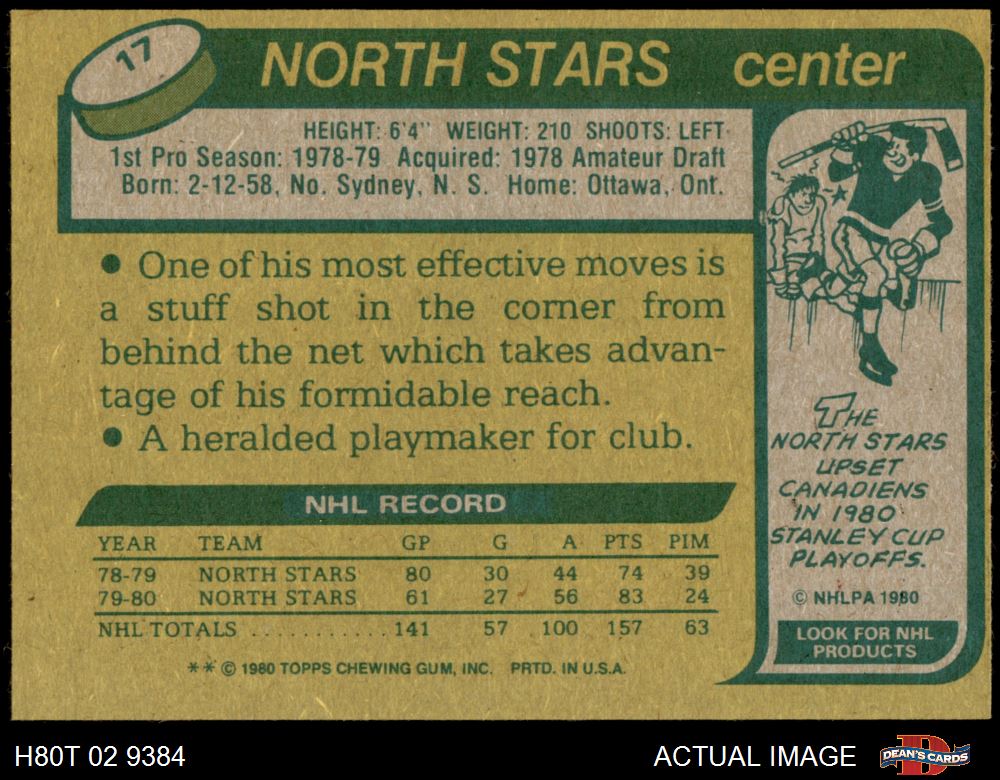 17
NORTH STARS center
HEIGHT: 6'4" WEIGHT: 210 SHOOTS: LEFT
1st Pro Season: 1978-79 Acquired: 1978 Amateur Draft
Born: 2-12-58, No. Sydney, N. S. Home: Ottawa, Ont.
• One of his most effective moves is
a stuff shot in the corner from
behind the net which takes advan-
tage of his formidable reach.
• A heralded playmaker for club.
NHL RECORD
YEAR TEAM GP G A PTS PIM
78-79 NORTH STARS 80 30 44 74 39
79-80 NORTH STARS 61 27 56 83 24
NHL TOTALS ........... 141 57 100 157 63
** © 1980 TOPPS CHEWING GUM, INC. PRTD. IN U.S.A.
THE
NORTH STARS
UPSET
CANADIENS
IN 1980
STANLEY CUP
PLAYOFFS.
© NHLPA 1980
LOOK FOR NHL
PRODUCTS
H80T 02 9384
ACTUAL IMAGE
D
DEAN'S CARDS